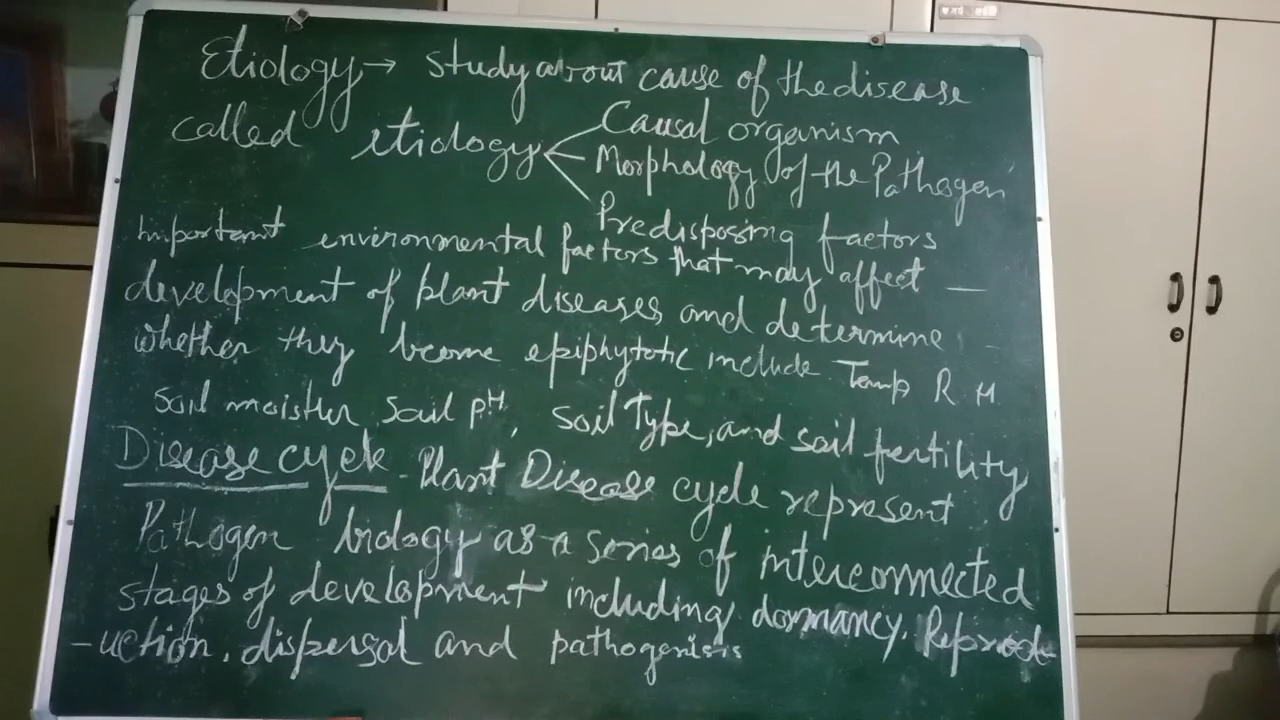 Etiology → study about cause of the disease
called etiology < Causal organism
Morphology of the Pathogen
Predisposing factors
Important environmental factors that may affect —
development of plant diseases and determine
whether they become epiphytotic include Temp R.H
soil moistur, soil pH, soil Type, and soil fertility
Disease cycle - Plant Disease cycle represent
Pathogen biology as a series of interconnected
stages of development including dormancy, Reprod-
-uction, dispersal and pathogenisis